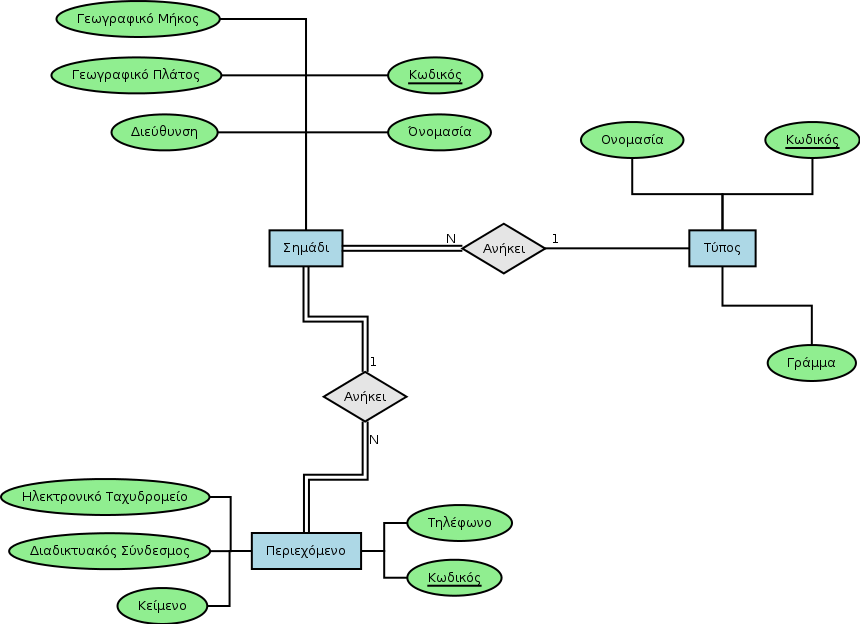 Γεωγραφικό Μήκος
Γεωγραφικό Πλάτος
Κωδικός
Διεύθυνση
Όνομασία
Ονομασία
Κωδικός
Σημάδι
N
Ανήκει
1
Τύπος
Γράμμα
1
Ανήκει
N
Ηλεκτρονικό Ταχυδρομείο
Τηλέφωνο
Διαδικτυακός Σύνδεσμος
Περιεχόμενο
Κωδικός
Κείμενο